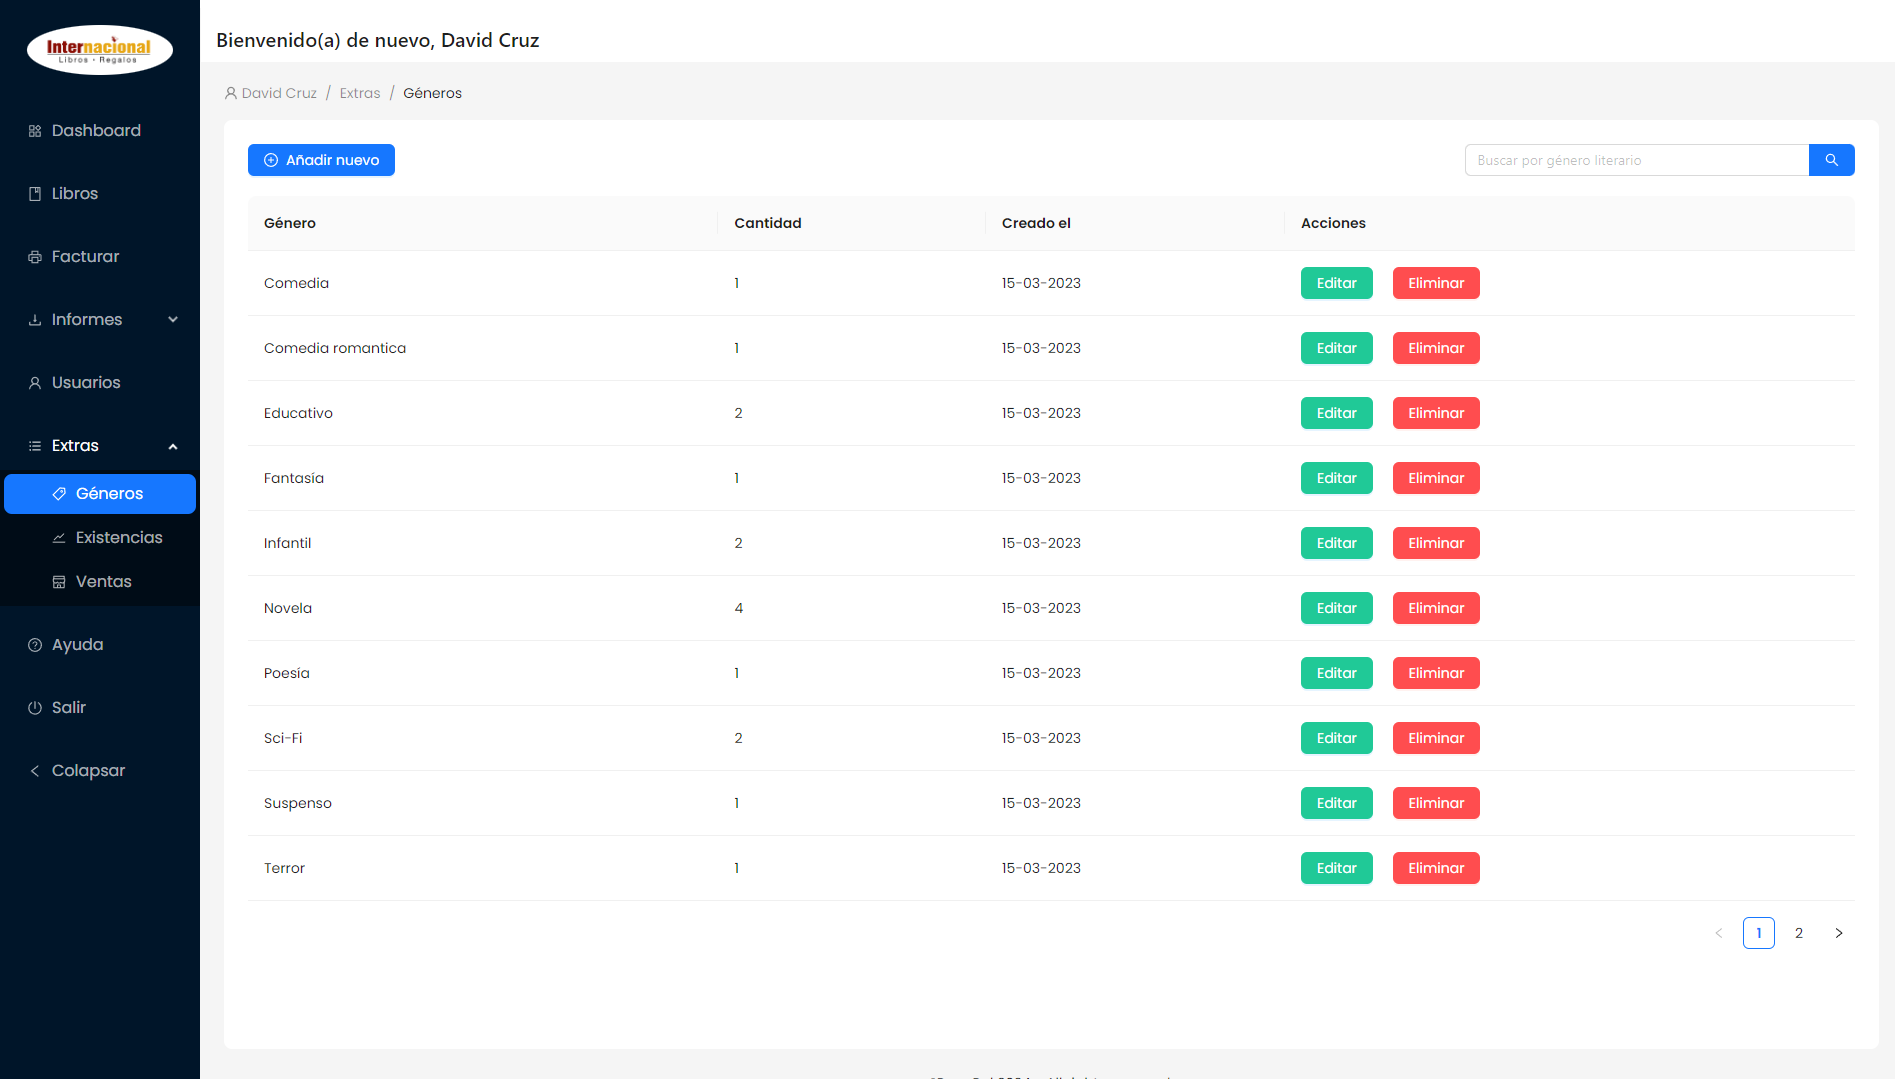 Internacional
Libros • Regalos
Dashboard
Libros
Facturar
Informes
Usuarios
Extras
Géneros
Existencias
Ventas
Ayuda
Salir
Colapsar
Bienvenido(a) de nuevo, David Cruz
David Cruz / Extras / Géneros
Añadir nuevo
Buscar por género literario
Género Cantidad Creado el Acciones
Comedia 1 15-03-2023 Editar Eliminar
Comedia romantica 1 15-03-2023 Editar Eliminar
Educativo 2 15-03-2023 Editar Eliminar
Fantasía 1 15-03-2023 Editar Eliminar
Infantil 2 15-03-2023 Editar Eliminar
Novela 4 15-03-2023 Editar Eliminar
Poesía 1 15-03-2023 Editar Eliminar
Sci-Fi 2 15-03-2023 Editar Eliminar
Suspenso 1 15-03-2023 Editar Eliminar
Terror 1 15-03-2023 Editar Eliminar
1 2